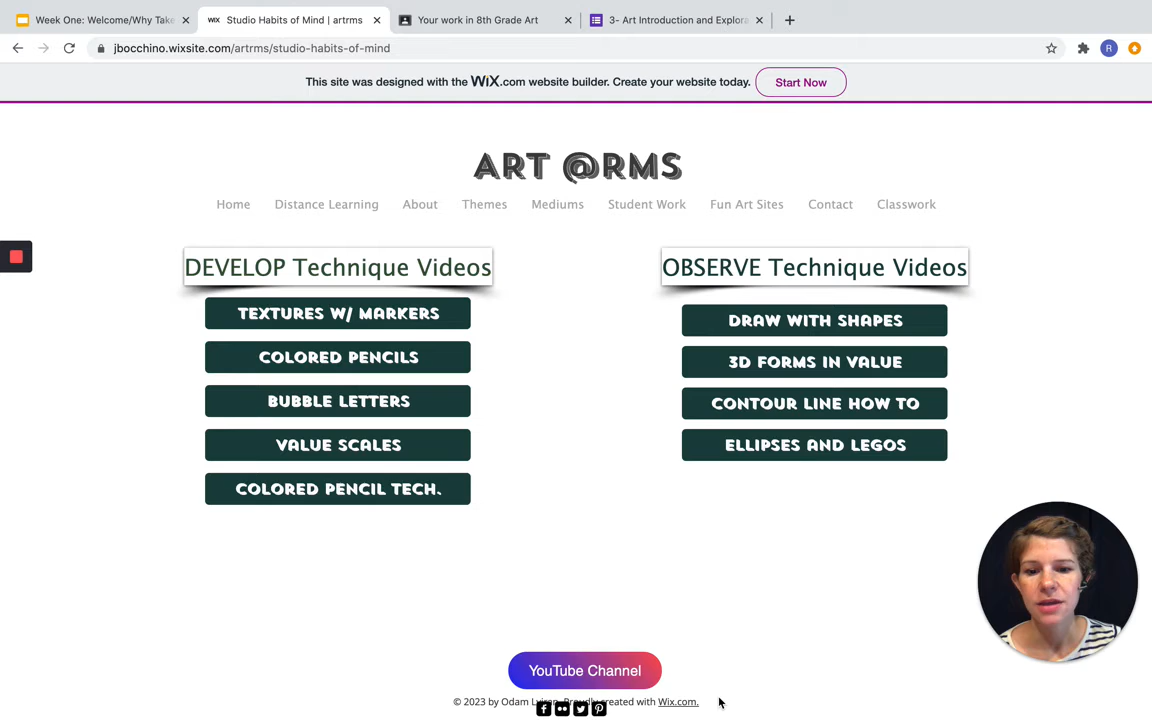 Week One: Welcome/Why Take
Studio Habits of Mind | artrms
Your work in 8th Grade Art
3- Art Introduction and Explora
jbocchino.wixsite.com/artrms/studio-habits-of-mind
R
This site was designed with the WiX.com website builder. Create your website today.
Start Now
ART @RMS
Home Distance Learning About Themes Mediums Student Work Fun Art Sites Contact Classwork
DEVELOP Technique Videos
TEXTURES W/ MARKERS
COLORED PENCILS
BUBBLE LETTERS
VALUE SCALES
COLORED PENCIL TECH.
OBSERVE Technique Videos
DRAW WITH SHAPES
3D FORMS IN VALUE
CONTOUR LINE HOW TO
ELLIPSES AND LEGOS
YouTube Channel
© 2023 by Odam created with Wix.com.